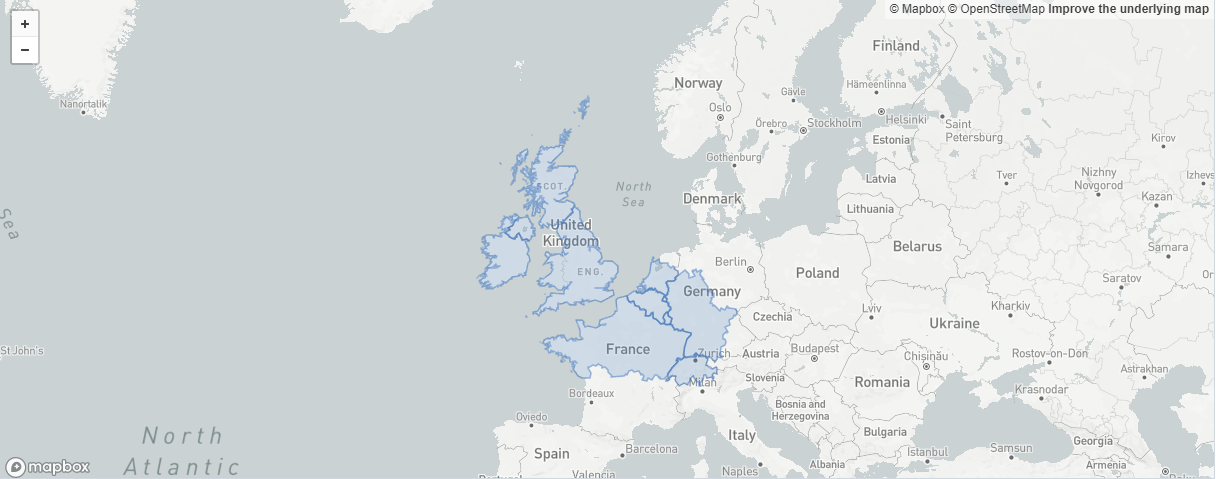 +
−
© Mapbox © OpenStreetMap Improve the underlying map
Finland
Norway
Hämeenlinna
Gävle
Nanortalik
Oslo
Örebro
Stockholm
Helsinki
Saint
Petersburg
Estonia
Kirov
Gothenburg
Tver
Nizhny
Novgorod
Izhevs
Latvia
SCOT.
North
Sea
Denmark
Kazan
Lithuania
Sea
United
Kingdom
Belarus
Samara
Berlin
Poland
ENG.
Germany
Saratov
Or
Lviv
Kharkiv
Czechia
Ukraine
St John's
France
Zurich
Austria
Budapest
Chișinău
Rostov-on-Don
Astrakhan
Milan
Slovenia
Romania
Krasnodar
Bordeaux
Bosnia and
Herzegovina
Oviedo
North
Atlantic
Italy
Bulgaria
Georgia
Spain
Barcelona
Istanbul
Samsun
Albania
Armenia
mapbox
Valencia
Naples